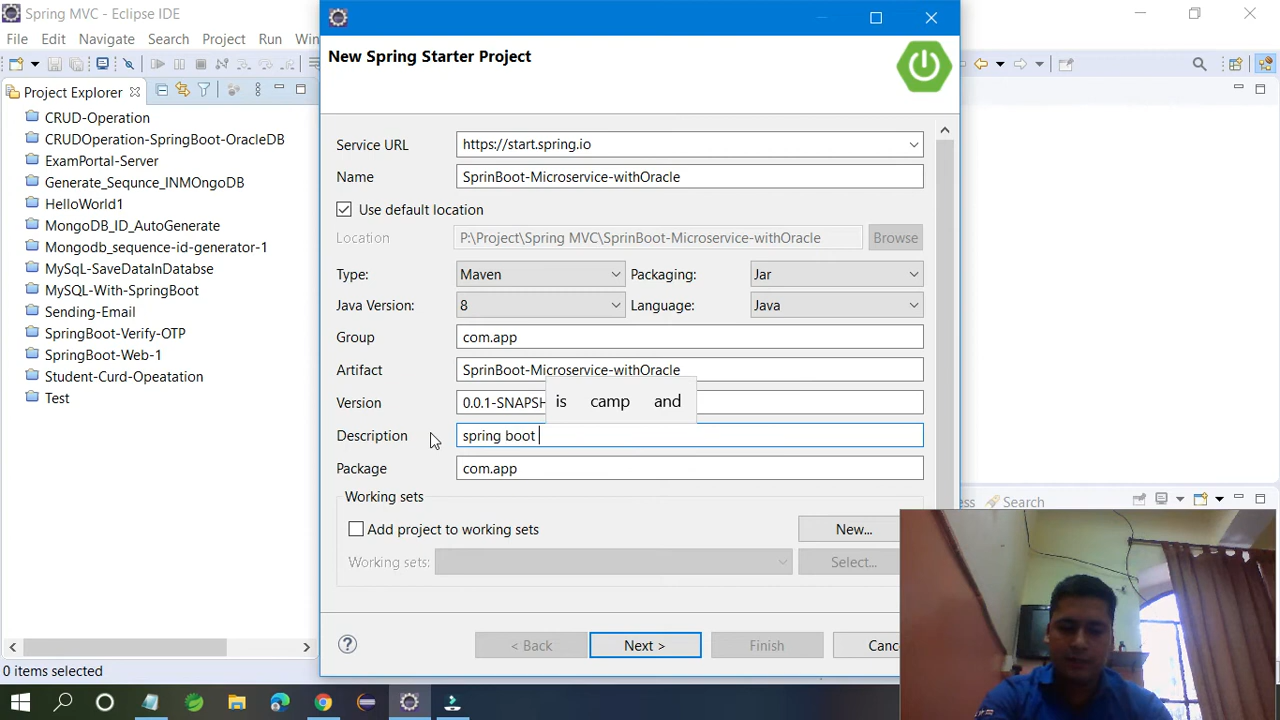 Spring MVC - Eclipse IDE
File Edit Navigate Search Project Run Win
Project Explorer
CRUD-Operation
CRUDOperation-SpringBoot-OracleDB
ExamPortal-Server
Generate_Sequnce_INMOngoDB
HelloWorld1
MongoDB_ID_AutoGenerate
Mongodb_sequence-id-generator-1
MySQL-SaveDataInDatabse
MySQL-With-SpringBoot
Sending-Email
SpringBoot-Verify-OTP
SpringBoot-Web-1
Student-Curd-Opeatation
Test
0 items selected
New Spring Starter Project
Service URL https://start.spring.io
Name SprinBoot-Microservice-withOracle
Use default location
Location P:\Project\Spring MVC\SprinBoot-Microservice-withOracle Browse
Type: Maven Packaging: Jar
Java Version: 8 Language: Java
Group com.app
Artifact SprinBoot-Microservice-withOracle
is camp and
Version 0.0.1-SNAPSH
Description spring boot
Package com.app
Working sets
Add project to working sets New...
Working sets: Select...
? < Back Next > Finish Canc
ess Search